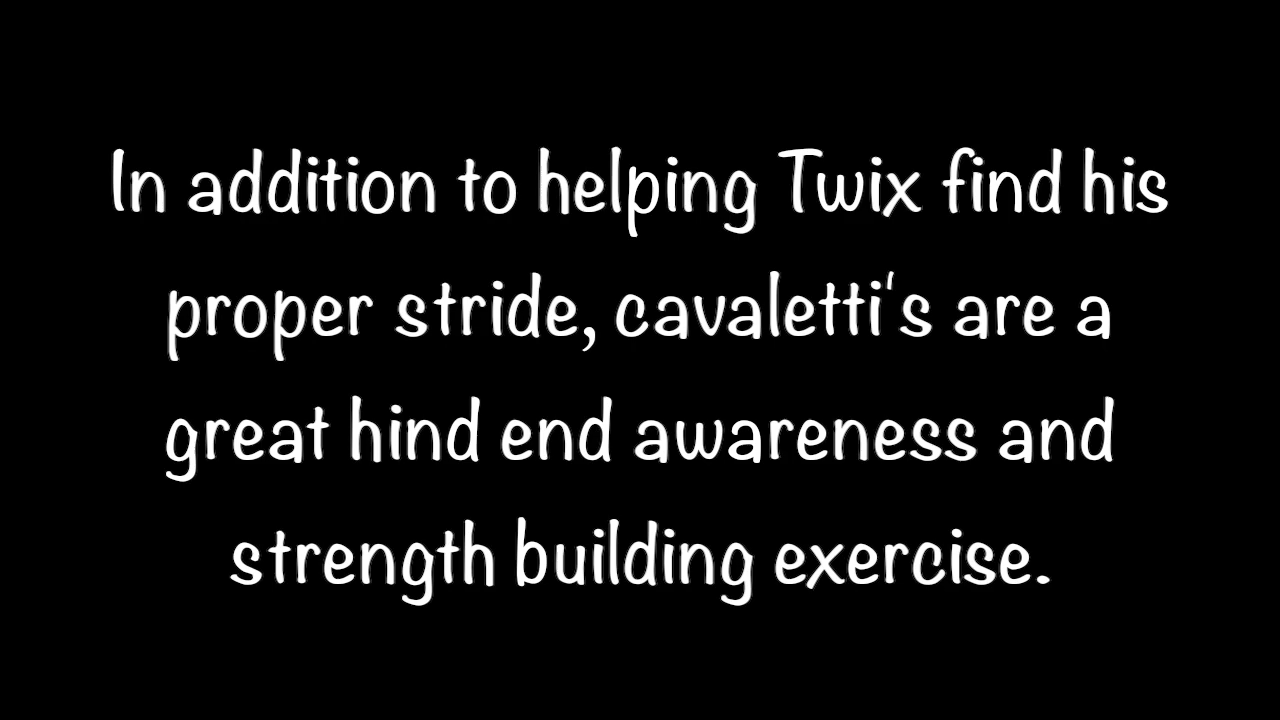 In addition to helping Twix find his
proper stride, cavaletti's are a
great hind end awareness and
strength building exercise.